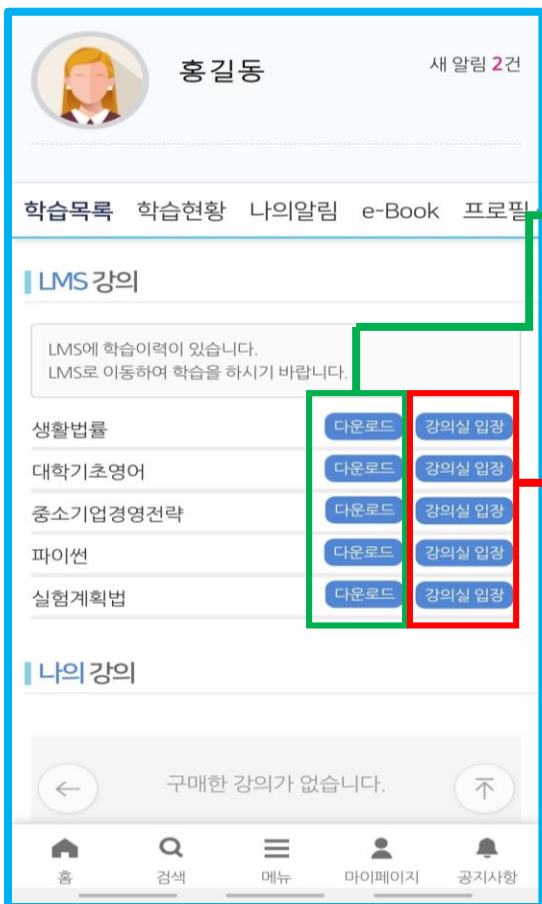 홍길동
새 알림 2건
학습목록 학습현황 나의알림 e-Book 프로필
LMS 강의
LMS에 학습이력이 있습니다.
LMS로 이동하여 학습을 하시기 바랍니다.
생활법률 다운로드 강의실 입장
대학기초영어 다운로드 강의실 입장
중소기업경영전략 다운로드 강의실 입장
파이썬 다운로드 강의실 입장
실험계획법 다운로드 강의실 입장
나의 강의
구매한 강의가 없습니다.
홈 검색 메뉴 마이페이지 공지사항